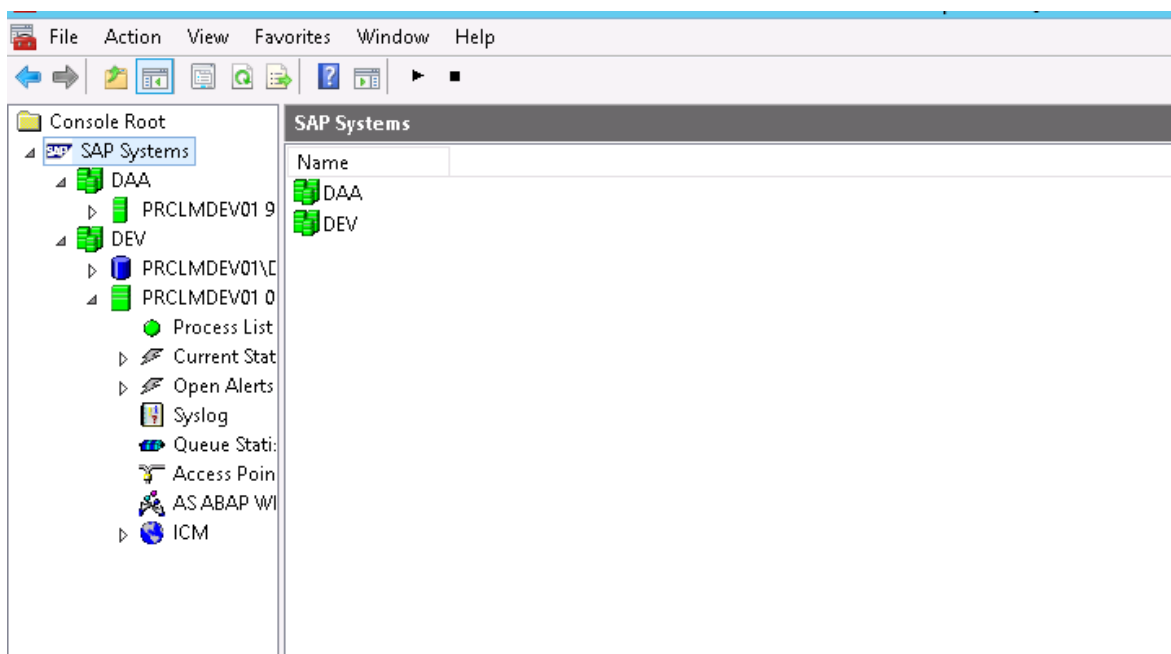 File Action View Favorites Window Help
Console Root
SAP SAP Systems
DAA
PRCLMDEV01 9
DEV
PRCLMDEV01\D
PRCLMDEV01 0
Process List
Current Stat
Open Alerts
Syslog
Queue Stati
Access Poin
AS ABAP W
ICM
SAP Systems
Name
DAA
DEV